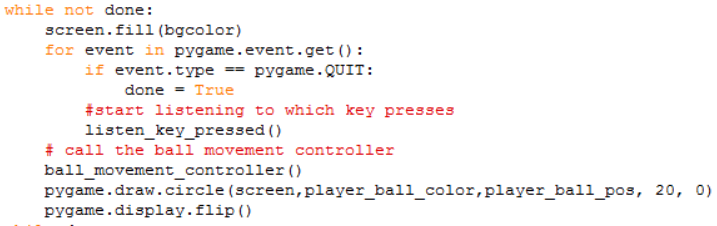 while not done:
    screen.fill(bgcolor)
    for event in pygame.event.get():
        if event.type == pygame.QUIT:
            done = True
        #start listening to which key presses
        listen_key_pressed()
    # call the ball movement controller
    ball_movement_controller()
    pygame.draw.circle(screen,player_ball_color,player_ball_pos, 20, 0)
    pygame.display.flip()